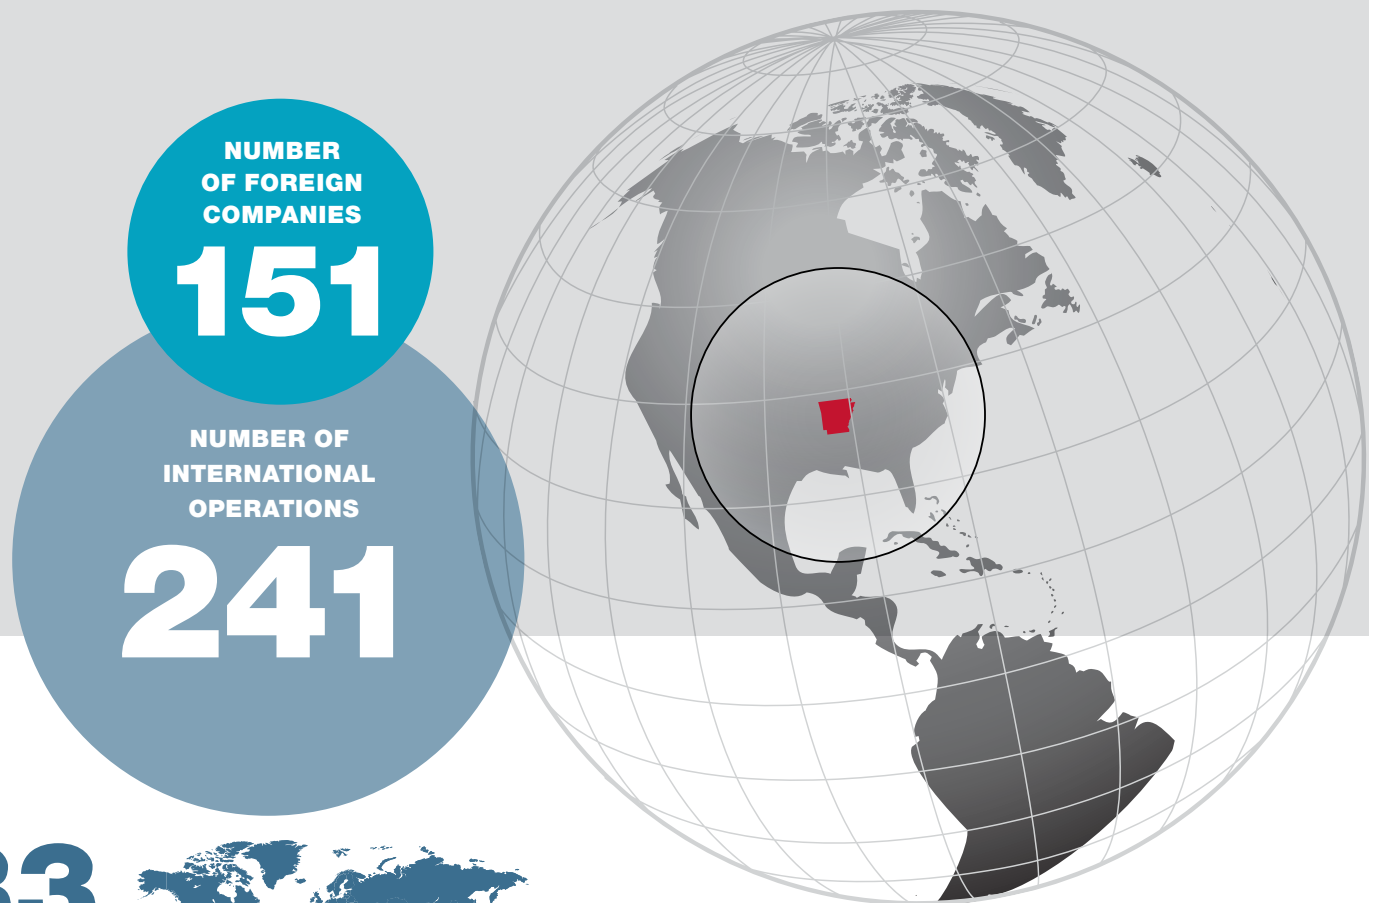 NUMBER
OF FOREIGN
COMPANIES
151
NUMBER OF
INTERNATIONAL
OPERATIONS
241